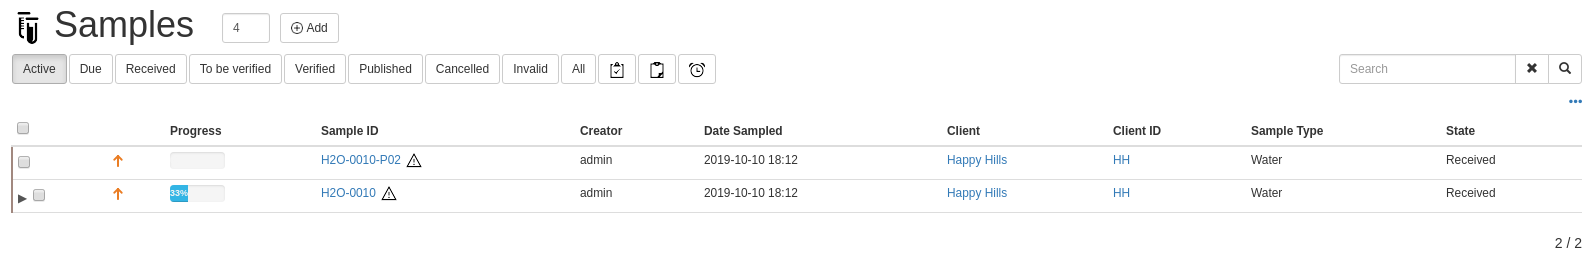 Samples 4 Add
Active Due Received To be verified Verified Published Cancelled Invalid All Search
Progress Sample ID Creator Date Sampled Client Client ID Sample Type State
H2O-0010-P02 admin 2019-10-10 18:12 Happy Hills HH Water Received
33% H2O-0010 admin 2019-10-10 18:12 Happy Hills HH Water Received
2 / 2